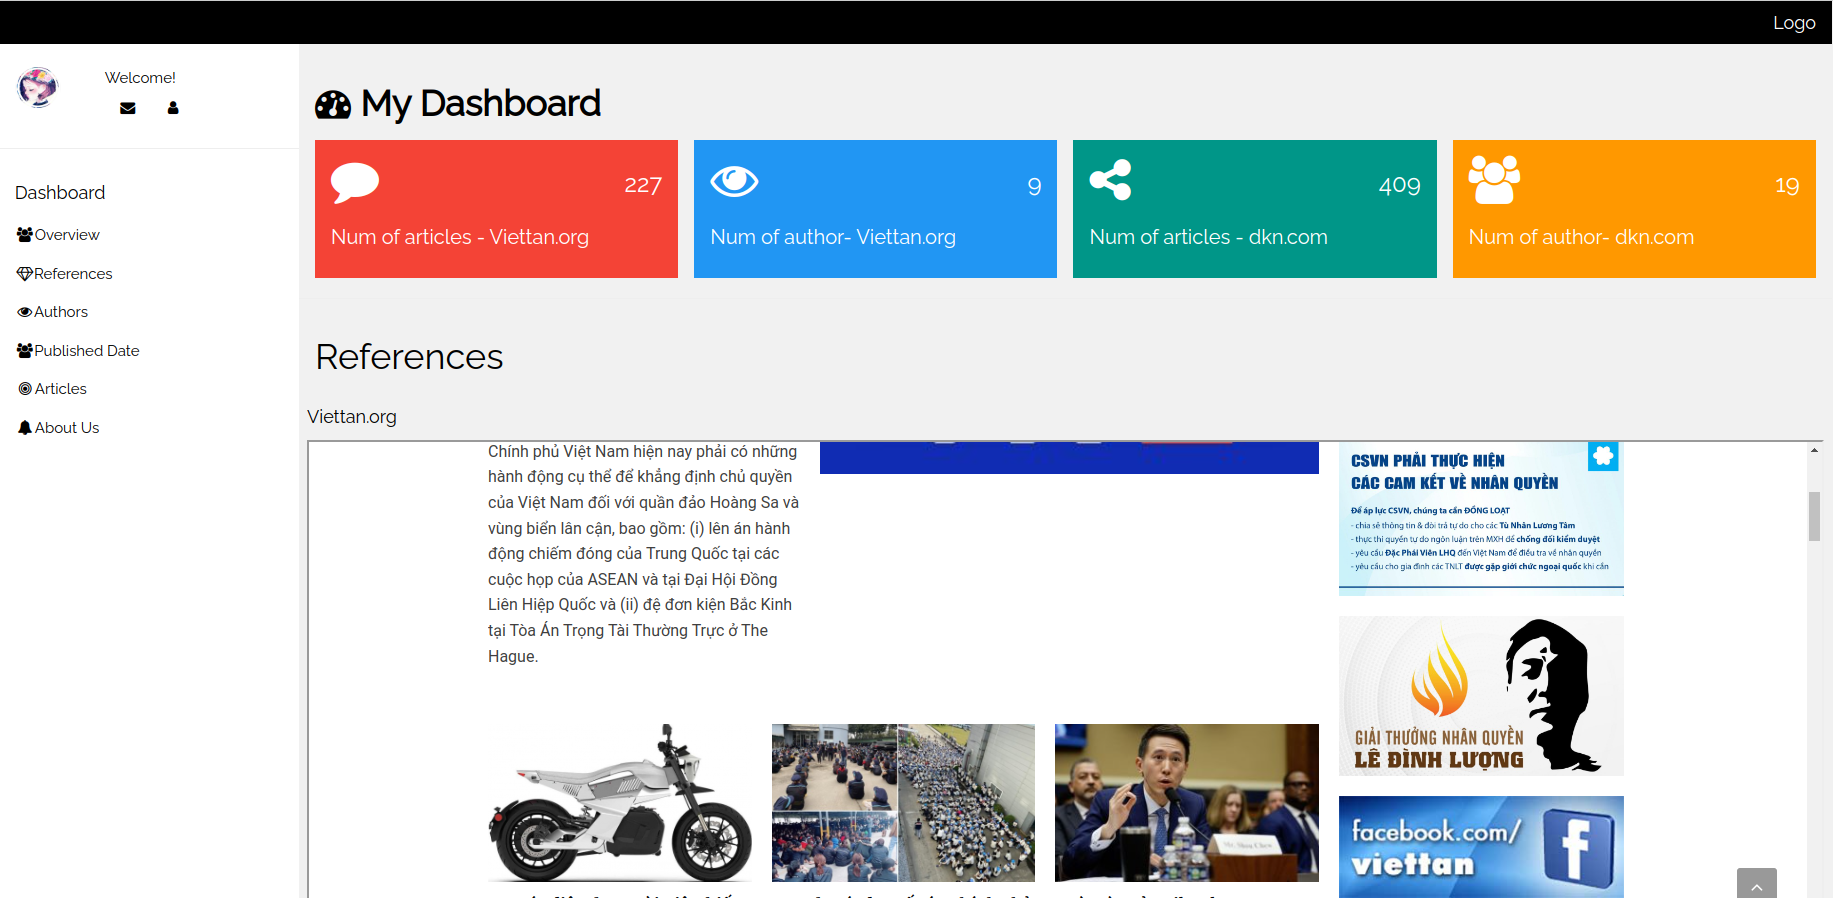 Logo
Welcome!
My Dashboard
227
Num of articles - Viettan.org
9
Num of author- Viettan.org
409
Num of articles - dkn.com
19
Num of author- dkn.com
Dashboard
Overview
References
Authors
Published Date
Articles
About Us
References
Viettan.org
Chính phủ Việt Nam hiện nay phải có những
hành động cụ thể để khẳng định chủ quyền
của Việt Nam đối với quần đảo Hoàng Sa và
vùng biển lân cận, bao gồm: (i) lên án hành
động chiếm đóng của Trung Quốc tại các
cuộc họp của ASEAN và tại Đại Hội Đồng
Liên Hiệp Quốc và (ii) đệ đơn kiện Bắc Kinh
tại Tòa Án Trọng Tài Thường Trực ở The
Hague.
CSVN PHẢI THỰC HIỆN
CÁC CAM KẾT VỀ NHÂN QUYỀN
Để áp lực CSVN, chúng ta cần ĐỒNG LOẠT
- chia sẻ thông tin & đòi trả tự do cho các Tù Nhân Lương Tâm
- thực thi quyền tự do ngôn luận trên MXH để chống đối kiểm duyệt
- yêu cầu Đặc Phái Viên LHQ đến Việt Nam để điều tra về nhân quyền
- yêu cầu cho gia đình các TNLT được gặp giới chức ngoại quốc khi cần
GIẢI THƯỞNG NHÂN QUYỀN
LÊ ĐÌNH LƯỢNG
Mr. Shou Chew
facebook.com/
viettan